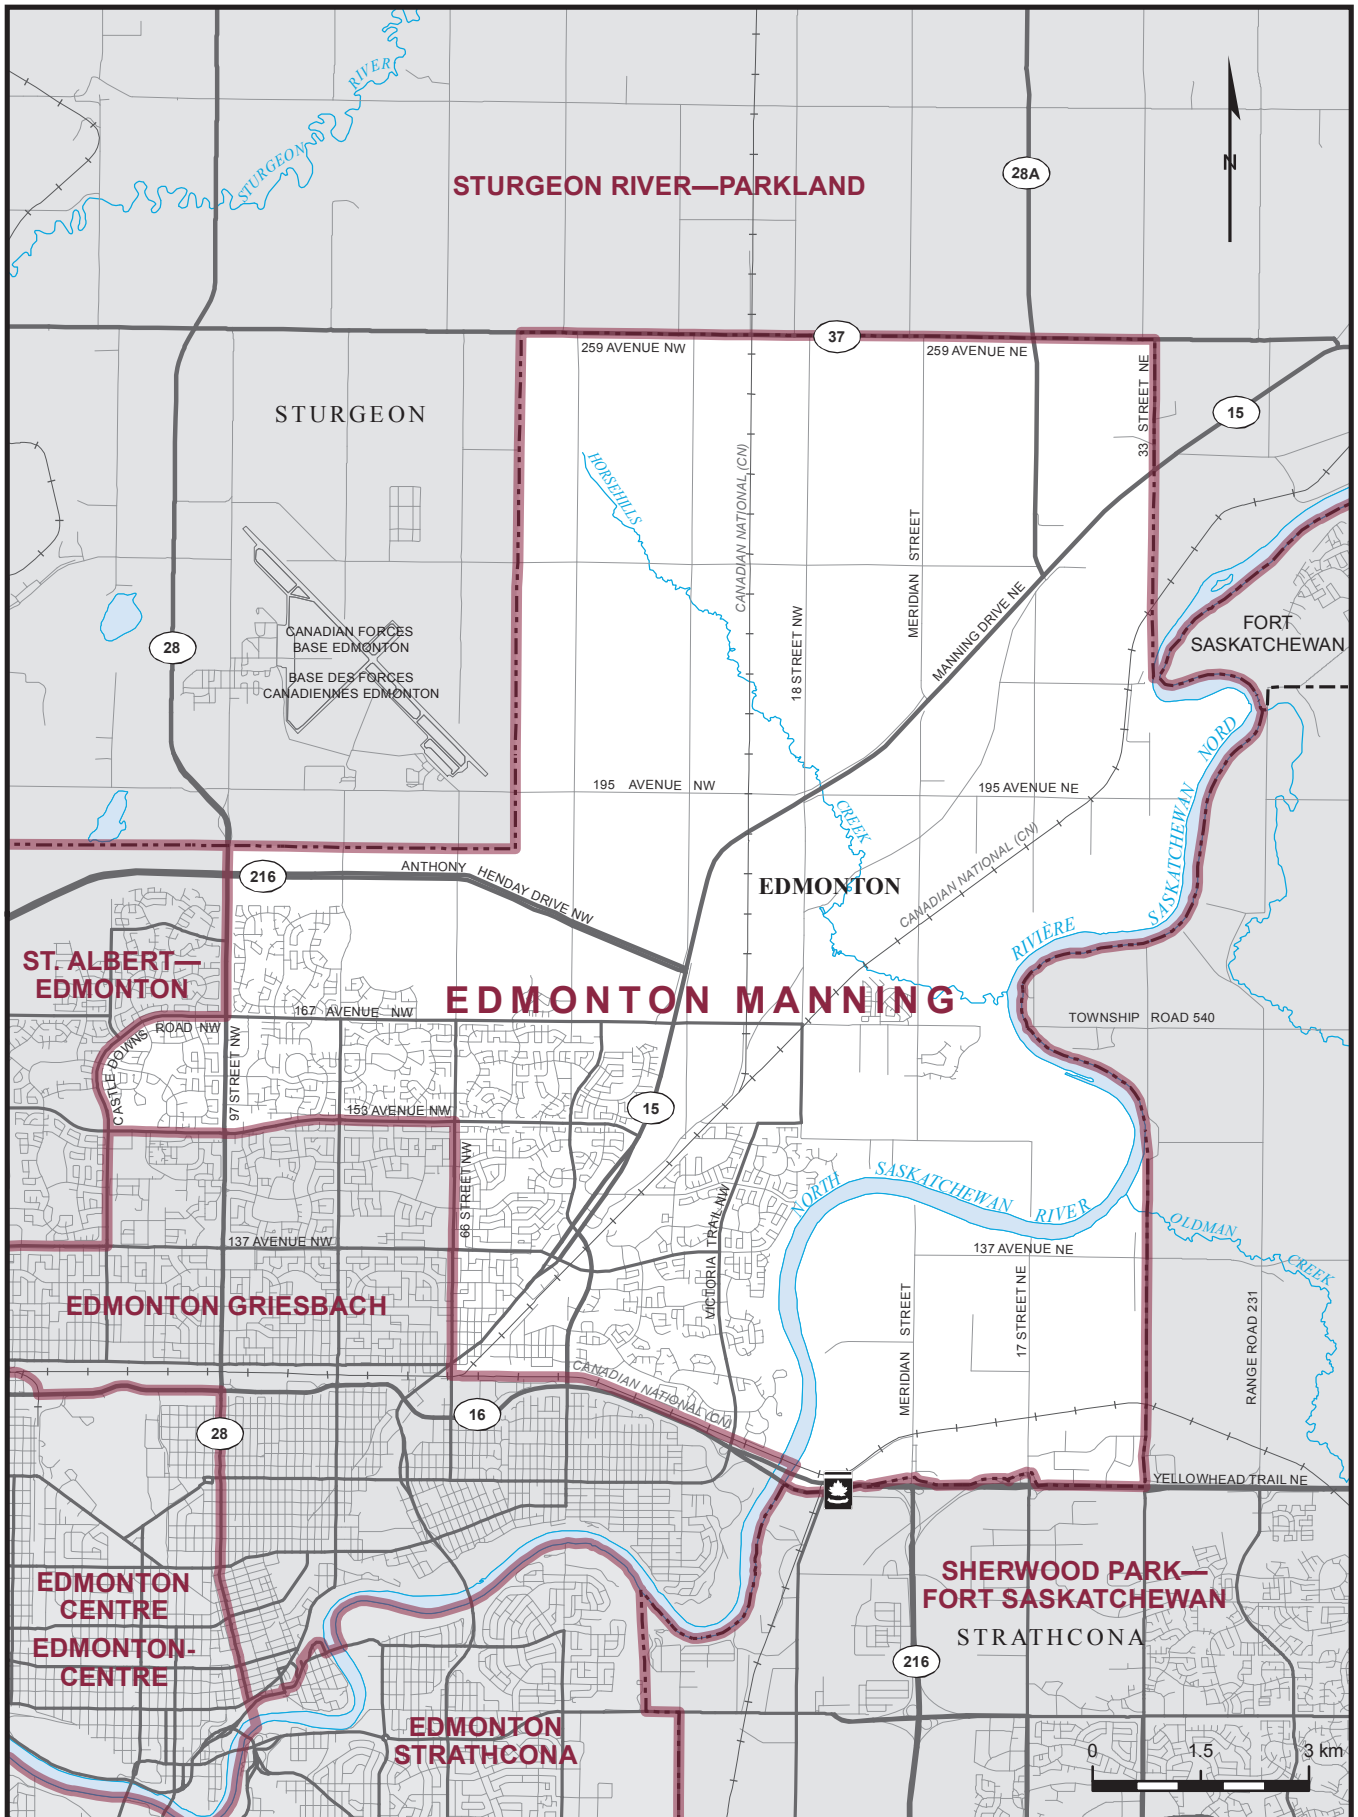 RIVER
STURGEON
STURGEON RIVER—PARKLAND
28A
N
37
259 AVENUE NW
259 AVENUE NE
33 STREET NE
15
STURGEON
HORSEHILLS
CANADIAN NATIONAL (CN)
MERIDIAN STREET
18 STREET NW
MANNING DRIVE NE
CANADIAN FORCES
BASE EDMONTON
BASE DES FORCES
CANADIENNES EDMONTON
28
FORT
SASKATCHEWAN
195 AVENUE NW
195 AVENUE NE
CREEK
RIVIÈRE SASKATCHEWAN NORD
216
ANTHONY HENDAY DRIVE NW
EDMONTON
CANADIAN NATIONAL (CN)
ST. ALBERT—
EDMONTON
EDMONTON MANNING
167 AVENUE NW
TOWNSHIP ROAD 540
CASTLE DOWNS ROAD NW
97 STREET NW
153 AVENUE NW
15
66 STREET NW
VICTORIA TRAIL NW
NORTH SASKATCHEWAN RIVER
OLDMAN CREEK
137 AVENUE NW
137 AVENUE NE
EDMONTON GRIESBACH
MERIDIAN STREET
17 STREET NE
RANGE ROAD 231
CANADIAN NATIONAL (CN)
16
28
YELLOWHEAD TRAIL NE
EDMONTON
CENTRE
EDMONTON-
CENTRE
SHERWOOD PARK—
FORT SASKATCHEWAN
STRATHCONA
216
EDMONTON
STRATHCONA
0 1.5 3 km